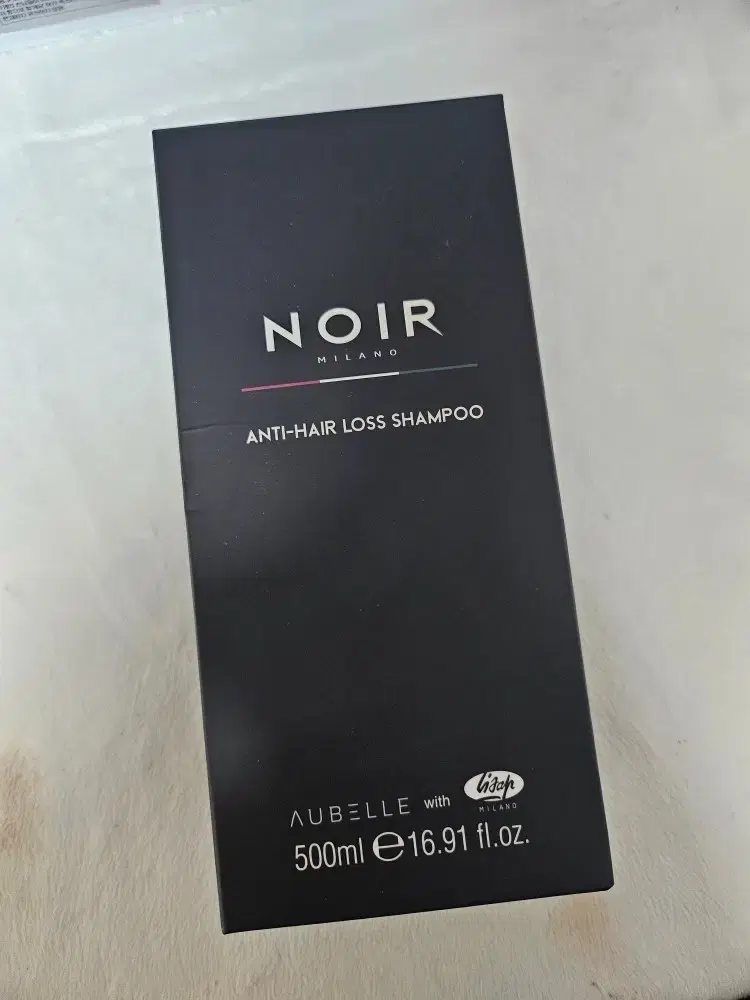 NOIR
MILANO
ANTI-HAIR LOSS SHAMPOO
AUBELLE with Lisap
MILANO
500ml ℮ 16.91 fl.oz.